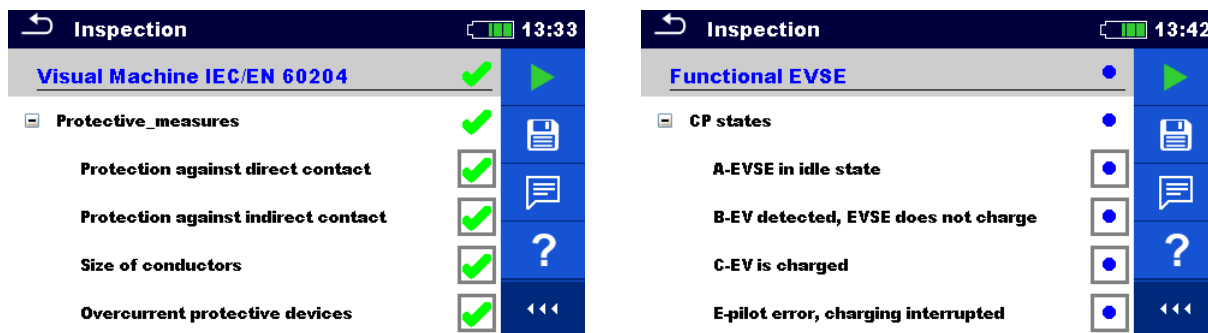 Inspection 13:33
Visual Machine IEC/EN 60204
Protective_measures
Protection against direct contact
Protection against indirect contact
Size of conductors
Overcurrent protective devices
?
Inspection 13:42
Functional EVSE
CP states
A-EVSE in idle state
B-EV detected, EVSE does not charge
C-EV is charged
E-pilot error, charging interrupted
?